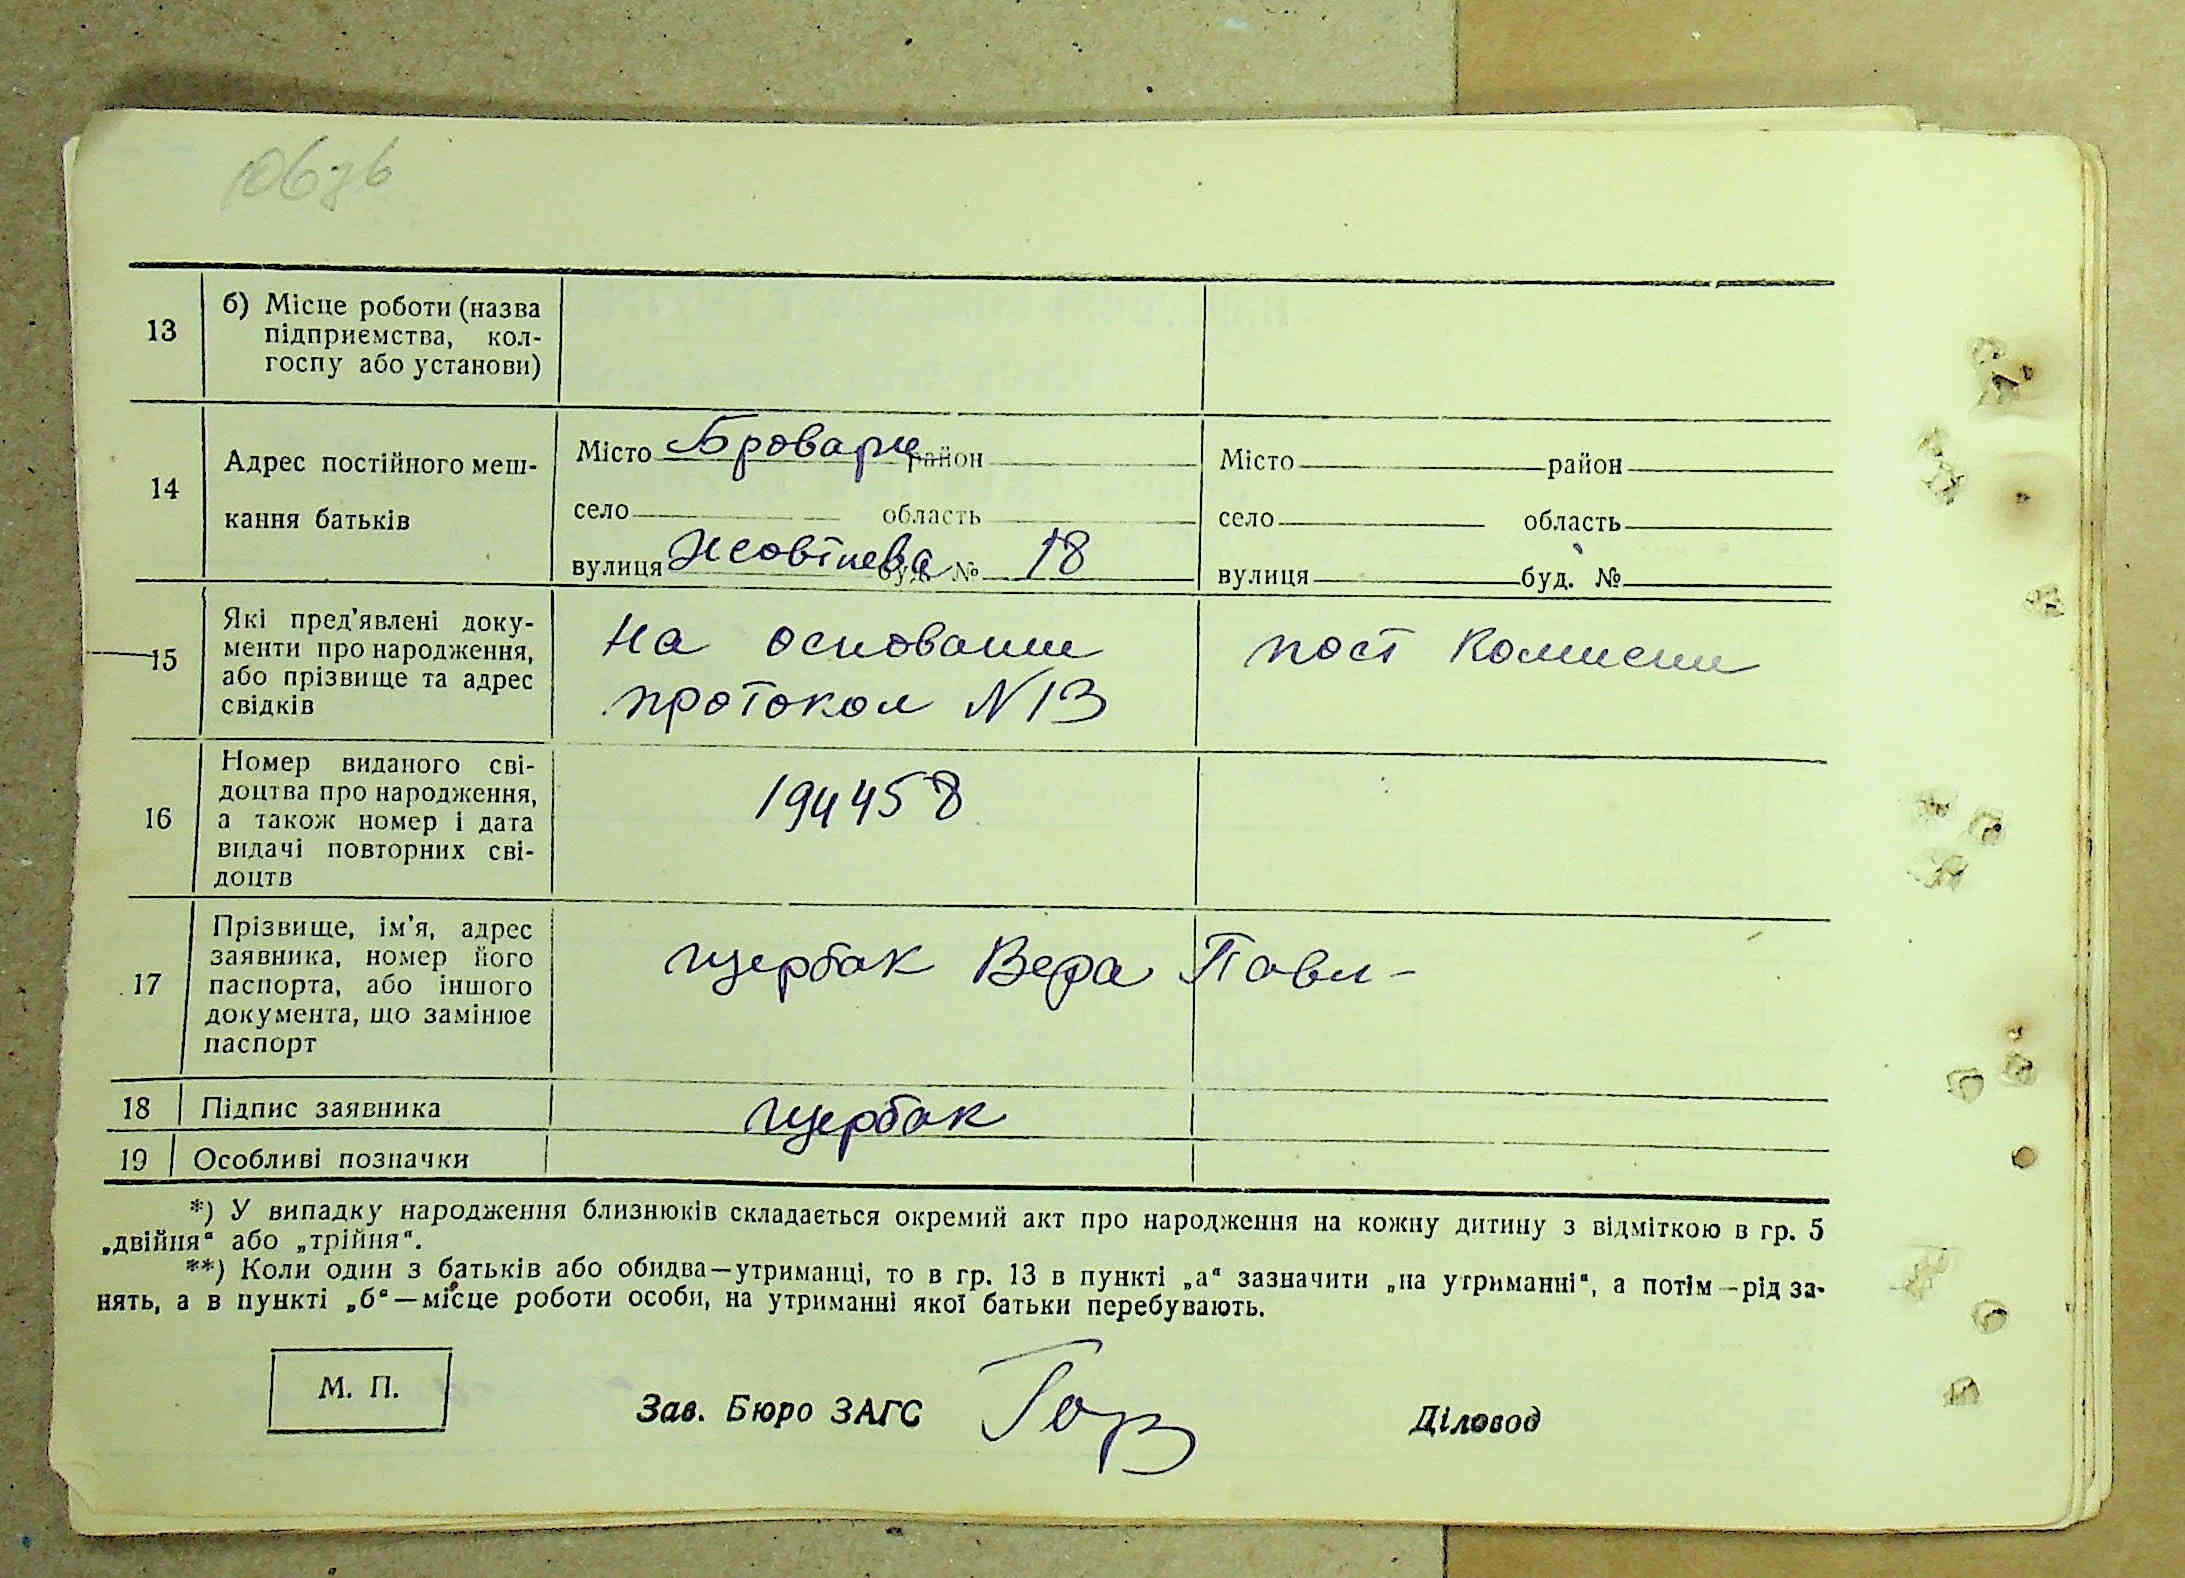 13
б) Місце роботи (назва
підприємства, кол-
госпу або установи)
14
Адрес постійного меш-
кання батьків
Місто Бровары район
село область
вулиця Жовтнева буд. № 18
Місто район
село область
вулиця буд. №
15
Які пред'явлені доку-
менти про народження,
або прізвище та адрес
свідків
На основании
протокол N 13
пост комисии
16
Номер виданого сві-
доцтва про народження,
а також номер і дата
видачі повторних сві-
доцтв
194458
17
Прізвище, ім'я, адрес
заявника, номер його
паспорта, або іншого
документа, що замінює
паспорт
Щербак Вера Павл-
18
Підпис заявника
Щербак
19
Особливі позначки
*) У випадку народження близнюків складається окремий акт про народження на кожну дитину з відміткою в гр. 5
„двійня" або „трійня".
**) Коли один з батьків або обидва—утриманці, то в гр. 13 в пункті „а" зазначити „на утриманні", а потім—рід за-
нять, а в пункті „б"—місце роботи особи, на утриманні якої батьки перебувають.
М. П.
Зав. Бюро ЗАГС
Діловод